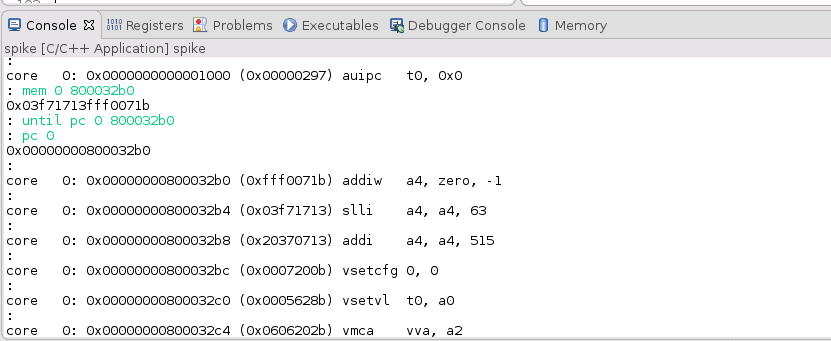 Console Registers Problems Executables Debugger Console Memory
spike [C/C++ Application] spike
:
core   0: 0x0000000000001000 (0x00000297) auipc   t0, 0x0
: mem 0 800032b0
0x03f71713fff0071b
: until pc 0 800032b0
: pc 0
0x00000000800032b0
:
core   0: 0x00000000800032b0 (0xfff0071b) addiw   a4, zero, -1
:
core   0: 0x00000000800032b4 (0x03f71713) slli    a4, a4, 63
:
core   0: 0x00000000800032b8 (0x20370713) addi    a4, a4, 515
:
core   0: 0x00000000800032bc (0x0007200b) vsetcfg 0, 0
:
core   0: 0x00000000800032c0 (0x0005628b) vsetvl  t0, a0
:
core   0: 0x00000000800032c4 (0x0606202b) vmca    vva, a2